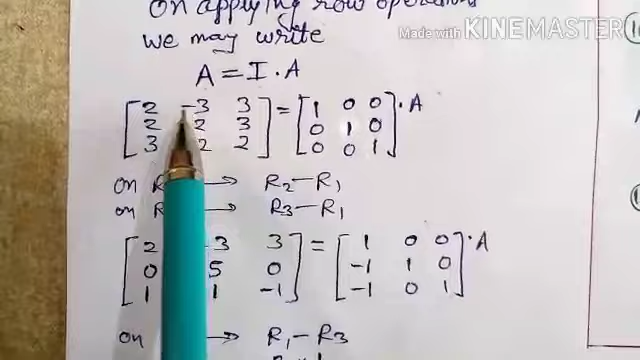 On applying row operations
we may write
Made with KINEMASTER
A = I · A
[2 -3 3] = [1 0 0] · A
[2 2 3] [0 1 0]
[3 2 2] [0 0 1]
on R → R2-R1
on R → R3-R1
[2 3 3] = [1 0 0] · A
[0 5 0] [-1 1 0]
[1 1 -1] [-1 0 1]
on → R1-R3